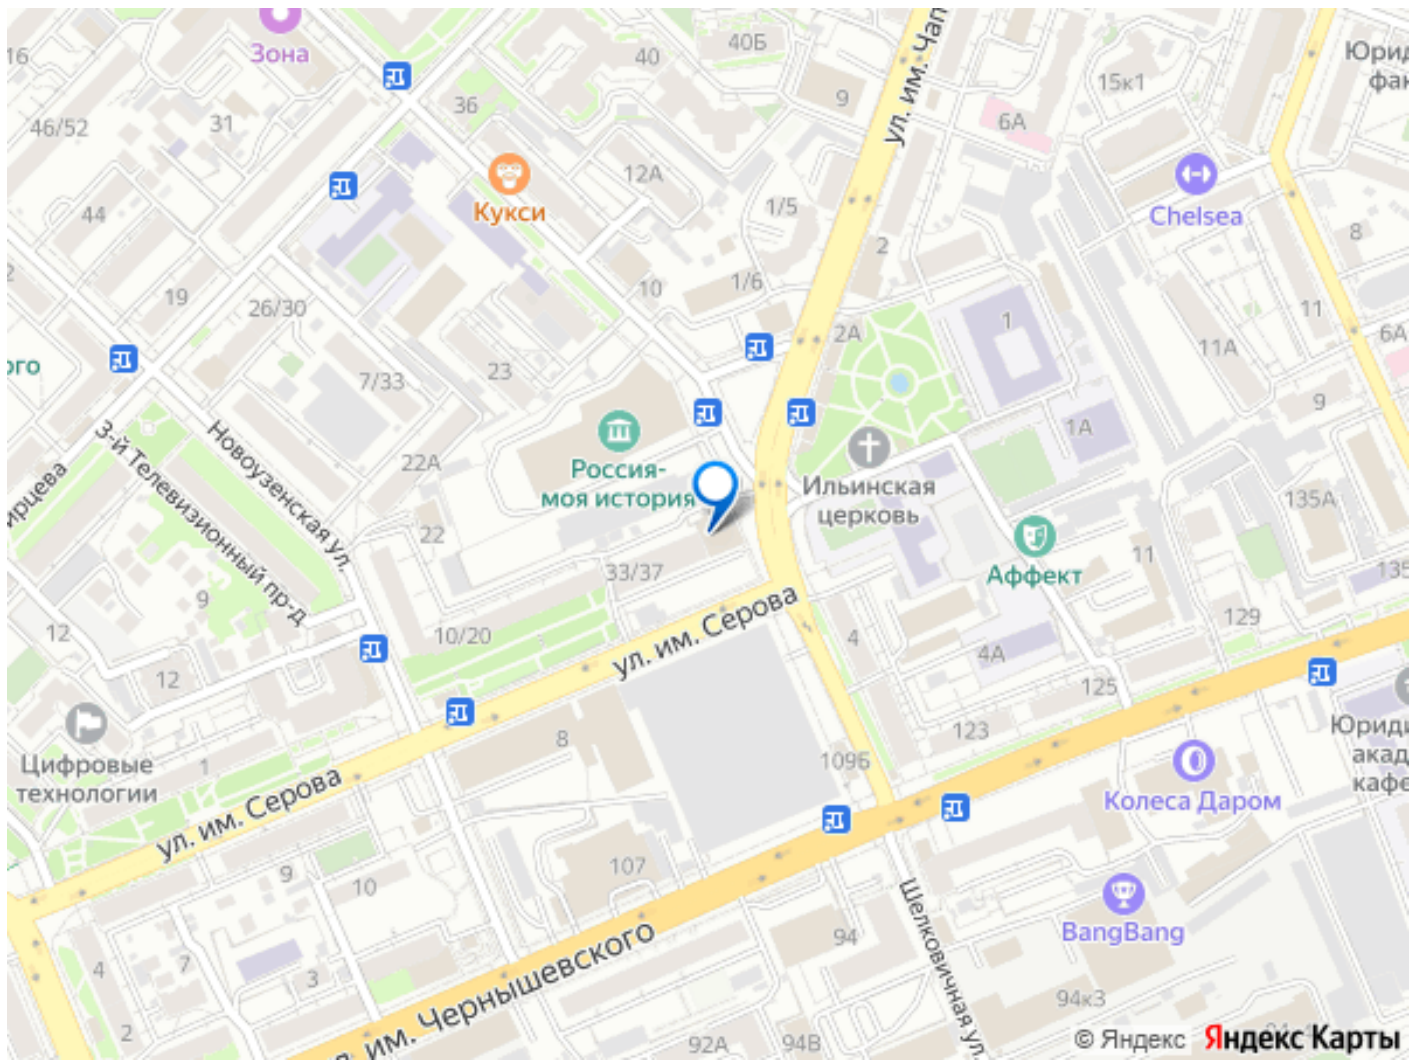 Зона
40Б
40
16
36
9
15к1
Юрид
фак
6А
46/52
31
ул. им. Чап
12А
Кукси
Chelsea
44
1/5
8
2
2
1/6
10
19
26/30
11
1
2А
6А
11А
ого
23
7/33
9
1А
Новоузенская ул.
3-й Телевизионный пр-д
22А
Россия-
моя история
Ильинская
церковь
135А
ирцева
22
Аффект
11
135
33/37
9
129
12
ул. им. Серова
10/20
4
4А
12
125
Цифровые
технологии
1
8
123
109Б
Юриди
акад
кафе
Колеса Даром
ул. им. Серова
107
9
10
BangBang
Шелковичная ул.
94
4
7
3
ул. им. Чернышевского
94к3
2
92А
94В
© Яндекс Яндекс Карты